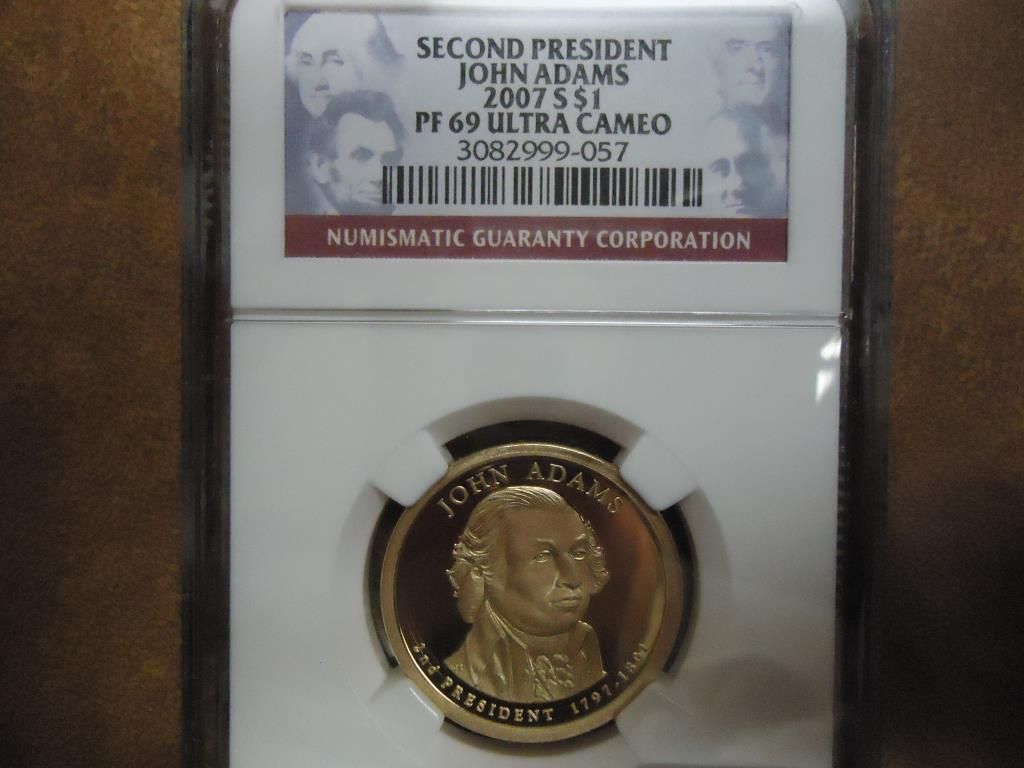 SECOND PRESIDENT
JOHN ADAMS
2007 S $1
PF 69 ULTRA CAMEO
3082999-057
NUMISMATIC GUARANTY CORPORATION
JOHN ADAMS
2nd PRESIDENT 1797-1801